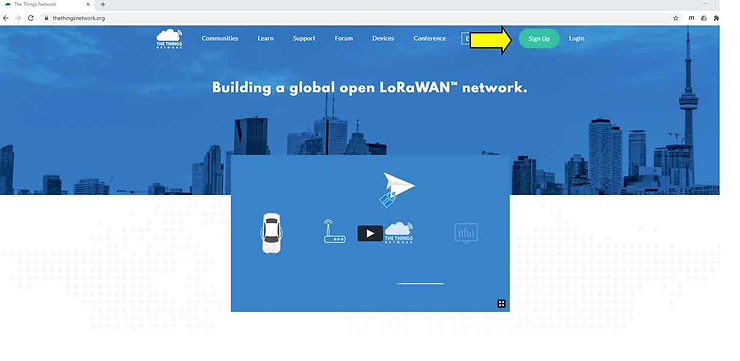 The Things Network
thethingsnetwork.org
THE THINGS
NETWORK
Communities
Learn
Support
Forum
Devices
Conference
Sign Up
Login
Building a global open LoRaWAN™ network.
THE THINGS
NETWORK